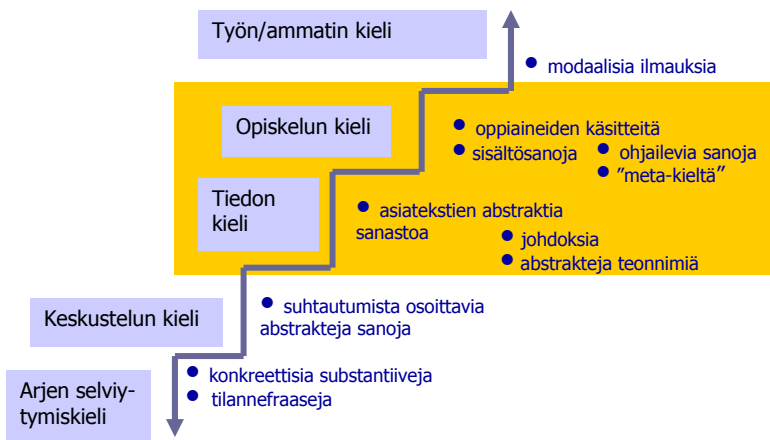 Työn/ammatin kieli
• modaalisia ilmauksia
Opiskelun kieli
• oppiaineiden käsitteitä
• sisältösanoja
• ohjailevia sanoja
• ”meta-kieltä”
Tiedon
kieli
• asiatekstien abstraktia
sanastoa
• johdoksia
• abstrakteja teonnimiä
Keskustelun kieli
• suhtautumista osoittavia
abstrakteja sanoja
Arjen selviy-
tymiskieli
• konkreettisia substantiiveja
• tilannefraaseja